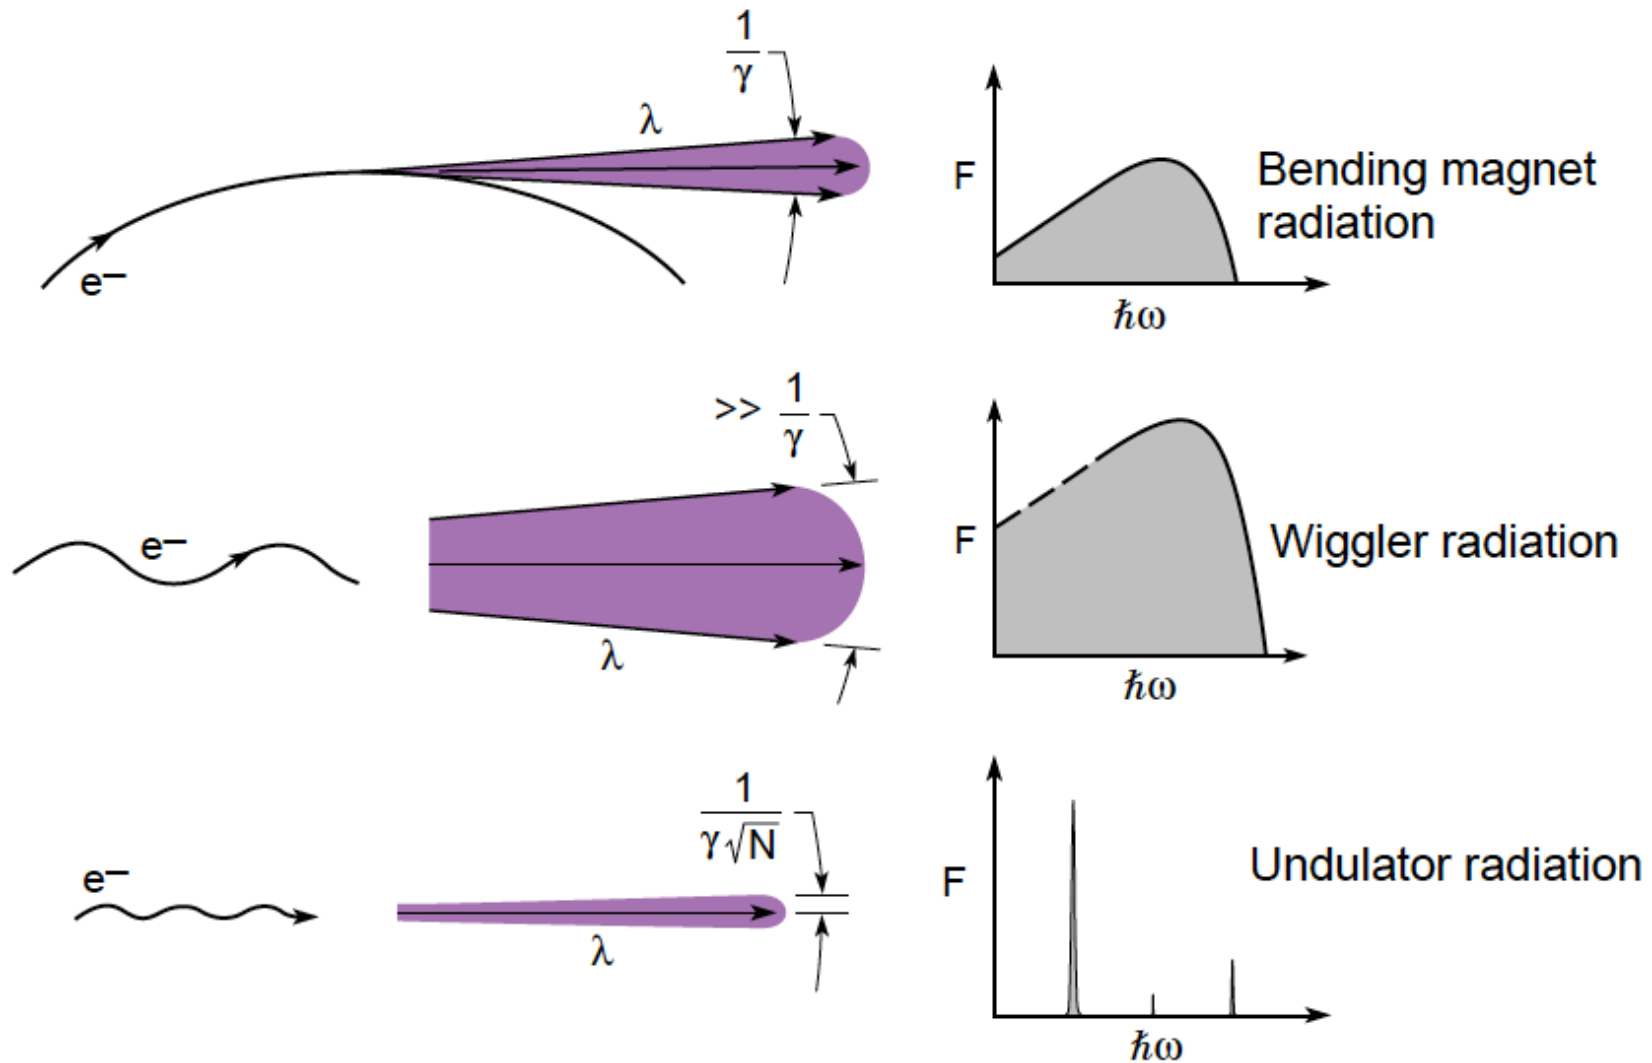 1
γ
λ
e–
F
Bending magnet
radiation
ħω
>> 1
γ
e–
λ
F
Wiggler radiation
ħω
1
γ√N
e–
λ
F
Undulator radiation
ħω